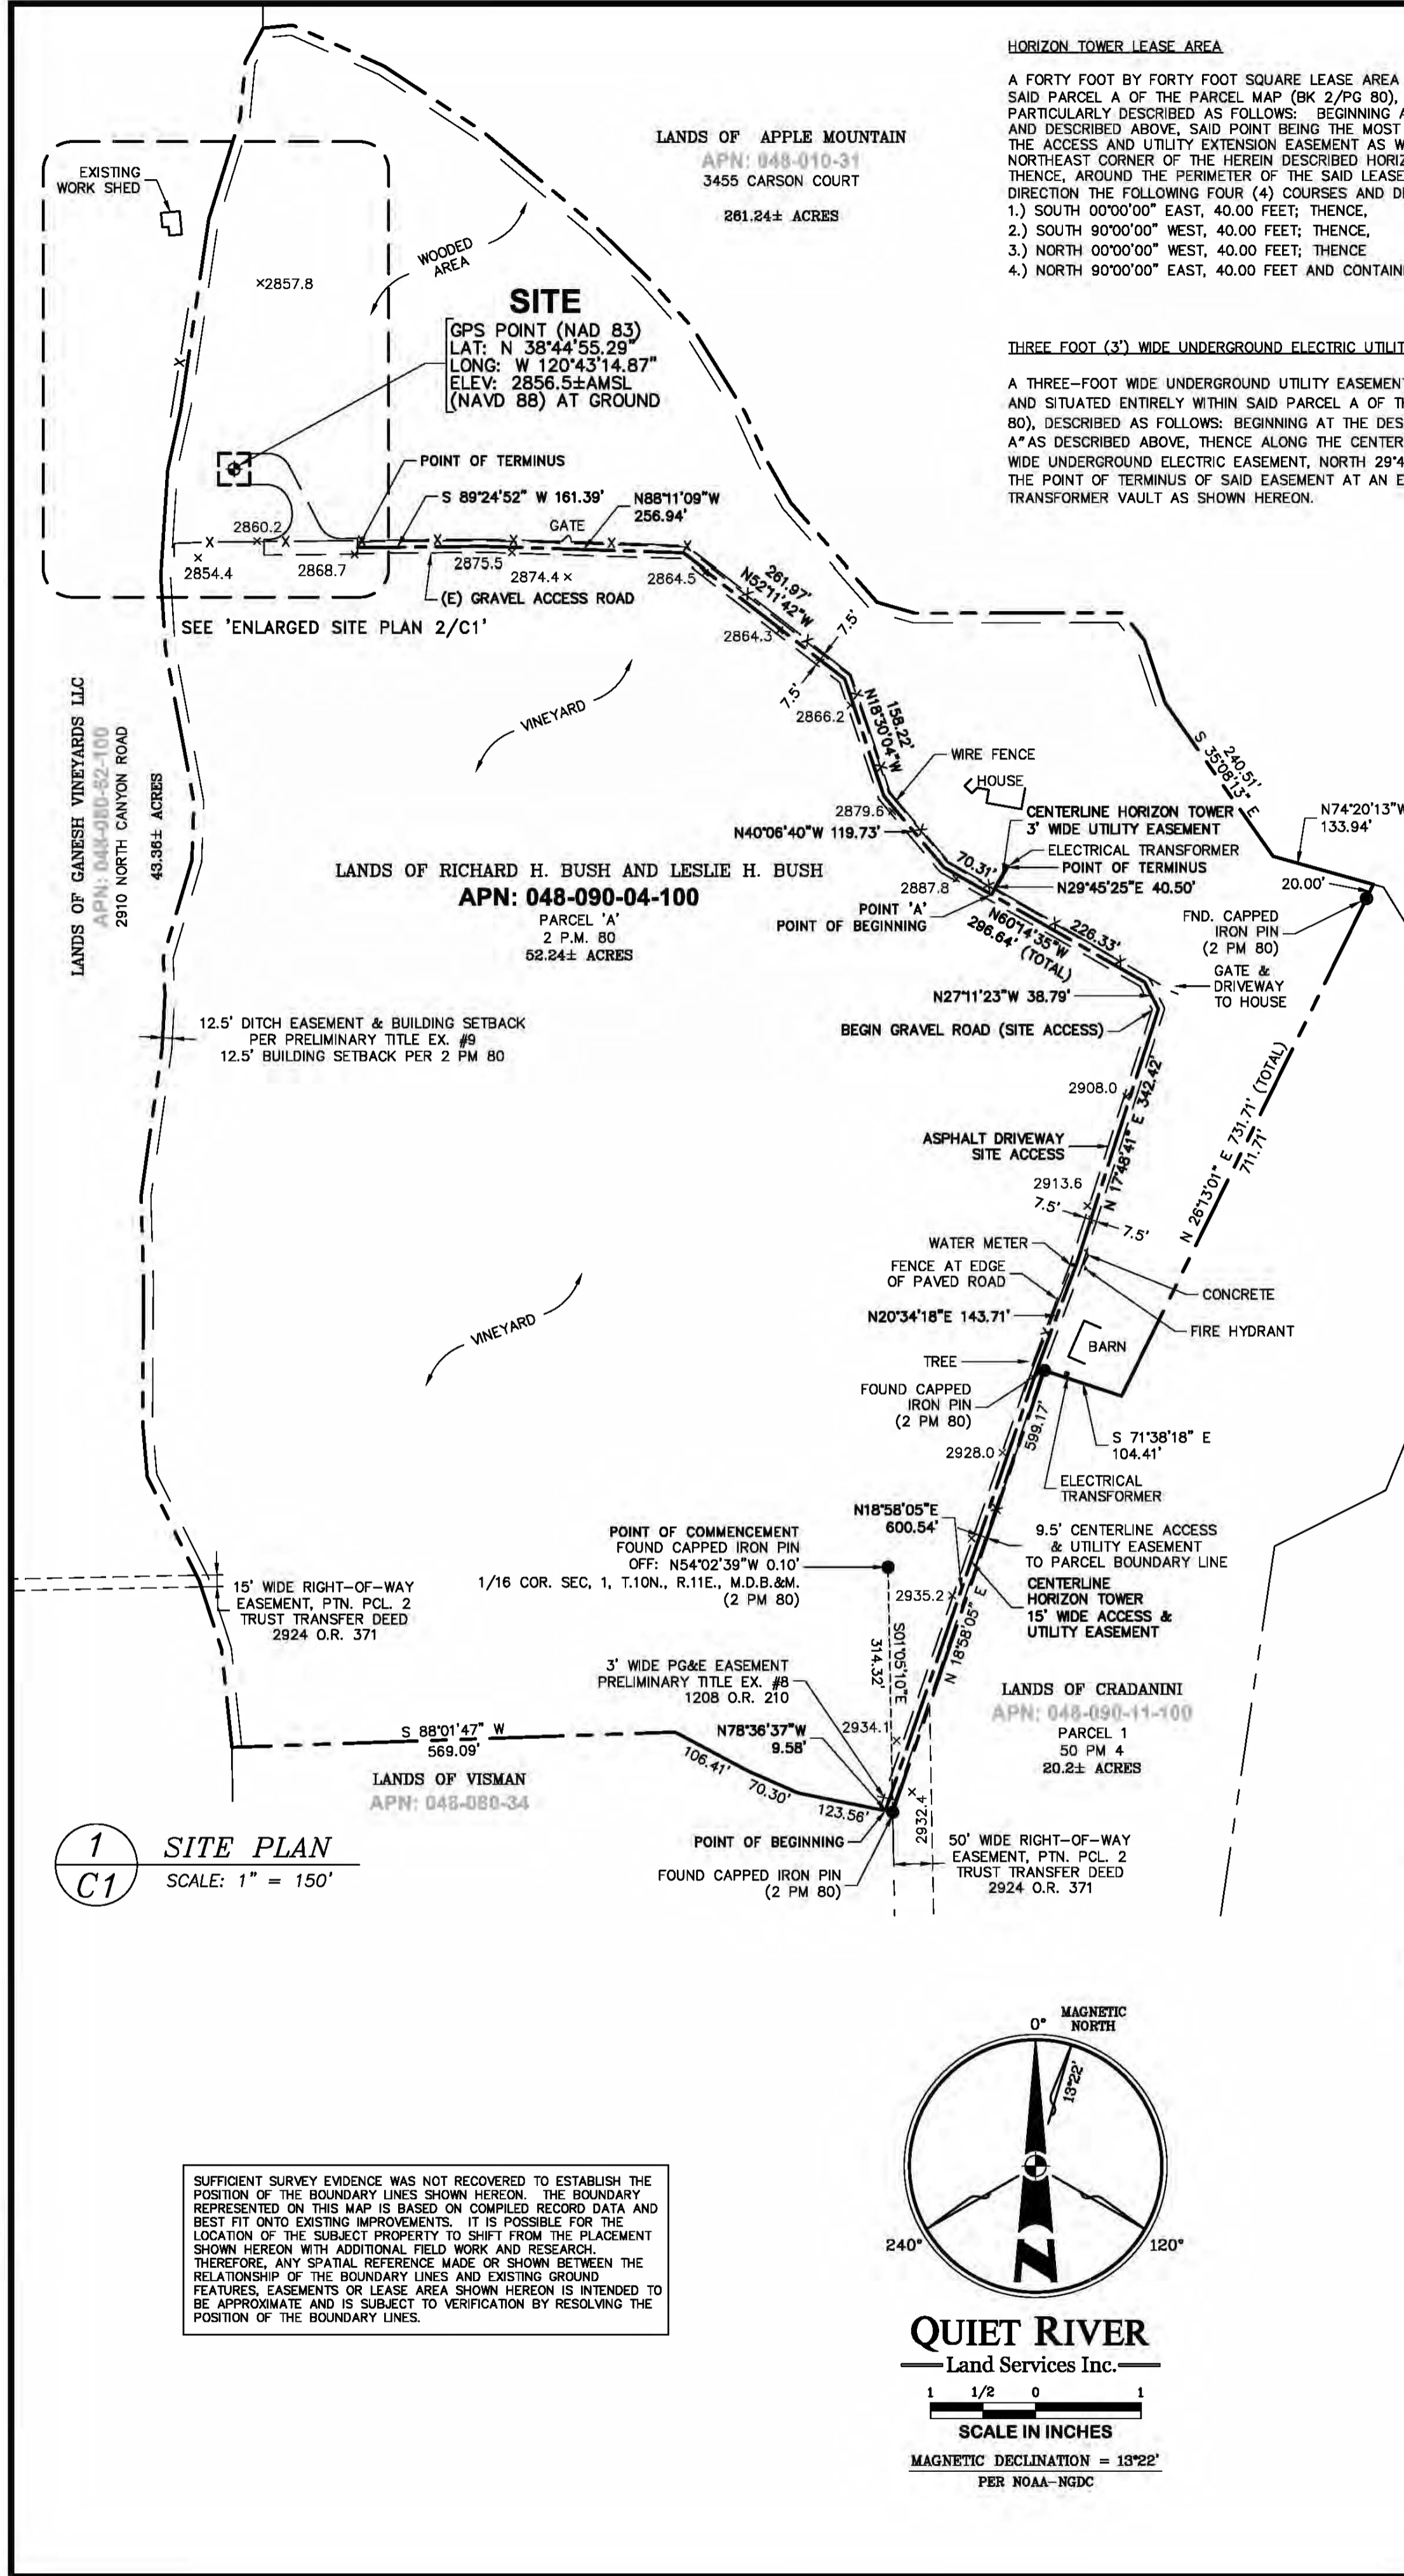 HORIZON TOWER LEASE AREA
A FORTY FOOT BY FORTY FOOT SQUARE LEASE AREA
SAID PARCEL A OF THE PARCEL MAP (BK 2/PG 80),
PARTICULARLY DESCRIBED AS FOLLOWS: BEGINNING A
AND DESCRIBED ABOVE, SAID POINT BEING THE MOST
THE ACCESS AND UTILITY EXTENSION EASEMENT AS W
NORTHEAST CORNER OF THE HEREIN DESCRIBED HORIZ
THENCE, AROUND THE PERIMETER OF THE SAID LEASE
DIRECTION THE FOLLOWING FOUR (4) COURSES AND DI
1.) SOUTH 00°00'00" EAST, 40.00 FEET; THENCE,
2.) SOUTH 90°00'00" WEST, 40.00 FEET; THENCE,
3.) NORTH 00°00'00" WEST, 40.00 FEET; THENCE
4.) NORTH 90°00'00" EAST, 40.00 FEET AND CONTAIN
THREE FOOT (3') WIDE UNDERGROUND ELECTRIC UTILIT
A THREE-FOOT WIDE UNDERGROUND UTILITY EASEMENT
AND SITUATED ENTIRELY WITHIN SAID PARCEL A OF TH
80), DESCRIBED AS FOLLOWS: BEGINNING AT THE DES
A"AS DESCRIBED ABOVE, THENCE ALONG THE CENTER
WIDE UNDERGROUND ELECTRIC EASEMENT, NORTH 29°4
THE POINT OF TERMINUS OF SAID EASEMENT AT AN E
TRANSFORMER VAULT AS SHOWN HEREON.
LANDS OF APPLE MOUNTAIN
APN: 048-010-31
3455 CARSON COURT
261.24± ACRES
EXISTING
WORK SHED
WOODED
AREA
×2857.8
SITE
GPS POINT (NAD 83)
LAT: N 38°44'55.29"
LONG: W 120°43'14.87"
ELEV: 2856.5±AMSL
(NAVD 88) AT GROUND
POINT OF TERMINUS
S 89°24'52" W 161.39'
N88°11'09"W
256.94'
GATE
2860.2
2854.4
2868.7
2875.5
2874.4 ×
2864.5
(E) GRAVEL ACCESS ROAD
SEE 'ENLARGED SITE PLAN 2/C1'
261.97'
N52°11'42"W
2864.3
7.5'
7.5'
2866.2
158.22'
N18°30'04"W
VINEYARD
WIRE FENCE
HOUSE
240.51'
S 35°08'13" E
N74°20'13"W
133.94'
20.00'
LANDS OF GANESH VINEYARDS LLC
APN: 048-080-62-100
2910 NORTH CANYON ROAD
43.36± ACRES
2879.6
N40°06'40"W 119.73'
CENTERLINE HORIZON TOWER
3' WIDE UTILITY EASEMENT
ELECTRICAL TRANSFORMER
POINT OF TERMINUS
N29°45'25"E 40.50'
70.31'
2887.8
POINT 'A'
POINT OF BEGINNING
N60°14'35"W
296.64' (TOTAL)
226.33'
FND. CAPPED
IRON PIN
(2 PM 80)
GATE &
DRIVEWAY
TO HOUSE
LANDS OF RICHARD H. BUSH AND LESLIE H. BUSH
APN: 048-090-04-100
PARCEL 'A'
2 P.M. 80
52.24± ACRES
N27°11'23"W 38.79'
BEGIN GRAVEL ROAD (SITE ACCESS)
12.5' DITCH EASEMENT & BUILDING SETBACK
PER PRELIMINARY TITLE EX. #9
12.5' BUILDING SETBACK PER 2 PM 80
2908.0
N 17°48'41" E 342.42'
ASPHALT DRIVEWAY
SITE ACCESS
N 26°13'01" E 731.71' (TOTAL)
711.71'
2913.6
7.5'
7.5'
WATER METER
FENCE AT EDGE
OF PAVED ROAD
CONCRETE
N20°34'18"E 143.71'
FIRE HYDRANT
BARN
VINEYARD
TREE
FOUND CAPPED
IRON PIN
(2 PM 80)
599.17'
S 71°38'18" E
104.41'
2928.0
ELECTRICAL
TRANSFORMER
N18°58'05"E
600.54'
9.5' CENTERLINE ACCESS
& UTILITY EASEMENT
TO PARCEL BOUNDARY LINE
POINT OF COMMENCEMENT
FOUND CAPPED IRON PIN
OFF: N54°02'39"W 0.10'
1/16 COR. SEC, 1, T.10N., R.11E., M.D.B.&M.
(2 PM 80)
2935.2
CENTERLINE
HORIZON TOWER
15' WIDE ACCESS &
UTILITY EASEMENT
N 18°58'05" E
15' WIDE RIGHT-OF-WAY
EASEMENT, PTN. PCL. 2
TRUST TRANSFER DEED
2924 O.R. 371
S01°05'10"E
314.32'
3' WIDE PG&E EASEMENT
PRELIMINARY TITLE EX. #8
1208 O.R. 210
LANDS OF CRADANINI
APN: 048-090-11-100
PARCEL 1
50 PM 4
20.2± ACRES
N78°36'37"W
9.58'
2934.1
S 88°01'47" W
569.09'
106.41'
70.30'
123.56'
2932.4
LANDS OF VISMAN
APN: 048-080-34
POINT OF BEGINNING
FOUND CAPPED IRON PIN
(2 PM 80)
50' WIDE RIGHT-OF-WAY
EASEMENT, PTN. PCL. 2
TRUST TRANSFER DEED
2924 O.R. 371
1
C1
SITE PLAN
SCALE: 1" = 150'
0°
MAGNETIC
NORTH
13°22'
240°
120°
N
SUFFICIENT SURVEY EVIDENCE WAS NOT RECOVERED TO ESTABLISH THE
POSITION OF THE BOUNDARY LINES SHOWN HEREON. THE BOUNDARY
REPRESENTED ON THIS MAP IS BASED ON COMPILED RECORD DATA AND
BEST FIT ONTO EXISTING IMPROVEMENTS. IT IS POSSIBLE FOR THE
LOCATION OF THE SUBJECT PROPERTY TO SHIFT FROM THE PLACEMENT
SHOWN HEREON WITH ADDITIONAL FIELD WORK AND RESEARCH.
THEREFORE, ANY SPATIAL REFERENCE MADE OR SHOWN BETWEEN THE
RELATIONSHIP OF THE BOUNDARY LINES AND EXISTING GROUND
FEATURES, EASEMENTS OR LEASE AREA SHOWN HEREON IS INTENDED TO
BE APPROXIMATE AND IS SUBJECT TO VERIFICATION BY RESOLVING THE
POSITION OF THE BOUNDARY LINES.
QUIET RIVER
Land Services Inc.
1 1/2 0 1
SCALE IN INCHES
MAGNETIC DECLINATION = 13°22'
PER NOAA-NGDC